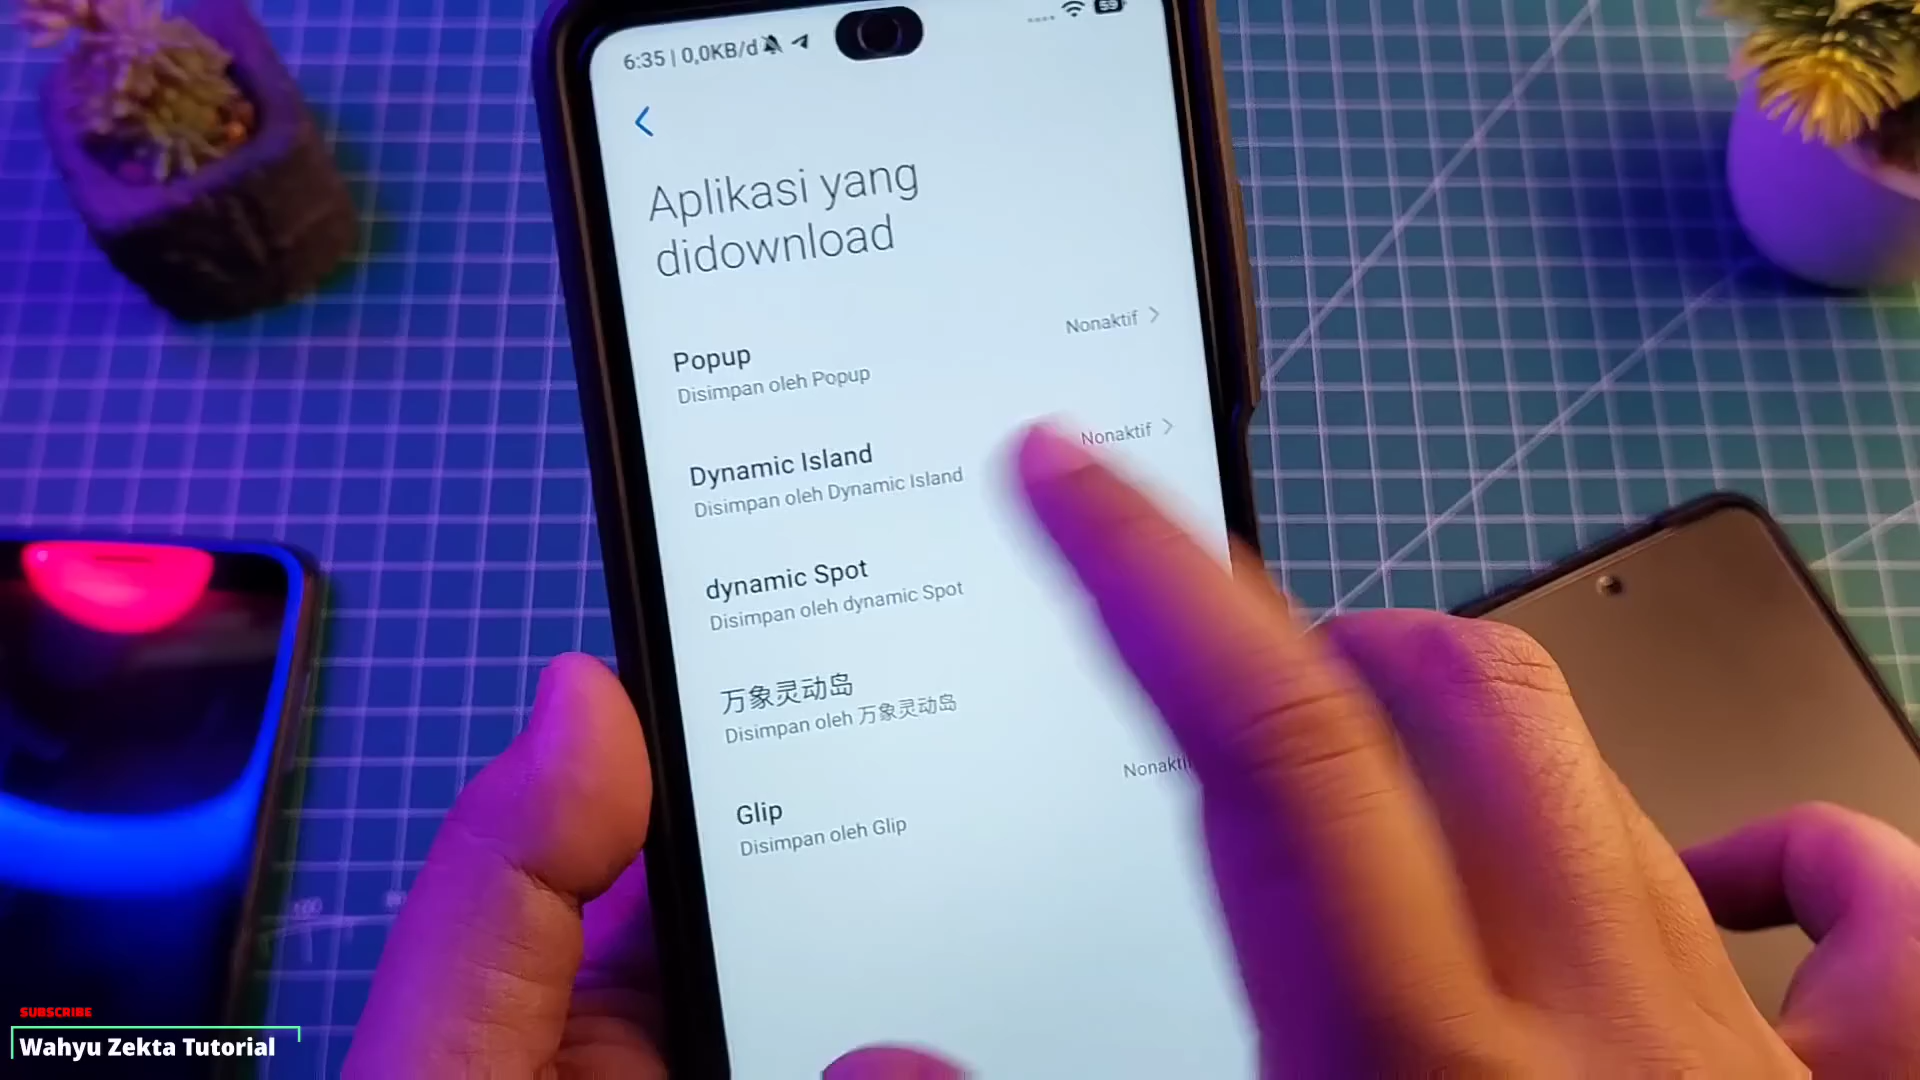 6:35 | 0,0KB/d
59
Aplikasi yang
didownload
Popup
Disimpan oleh Popup
Nonaktif
Dynamic Island
Disimpan oleh Dynamic Island
Nonaktif
dynamic Spot
Disimpan oleh dynamic Spot
万象灵动岛
Disimpan oleh 万象灵动岛
Glip
Disimpan oleh Glip
Nonakti
SUBSCRIBE
Wahyu Zekta Tutorial